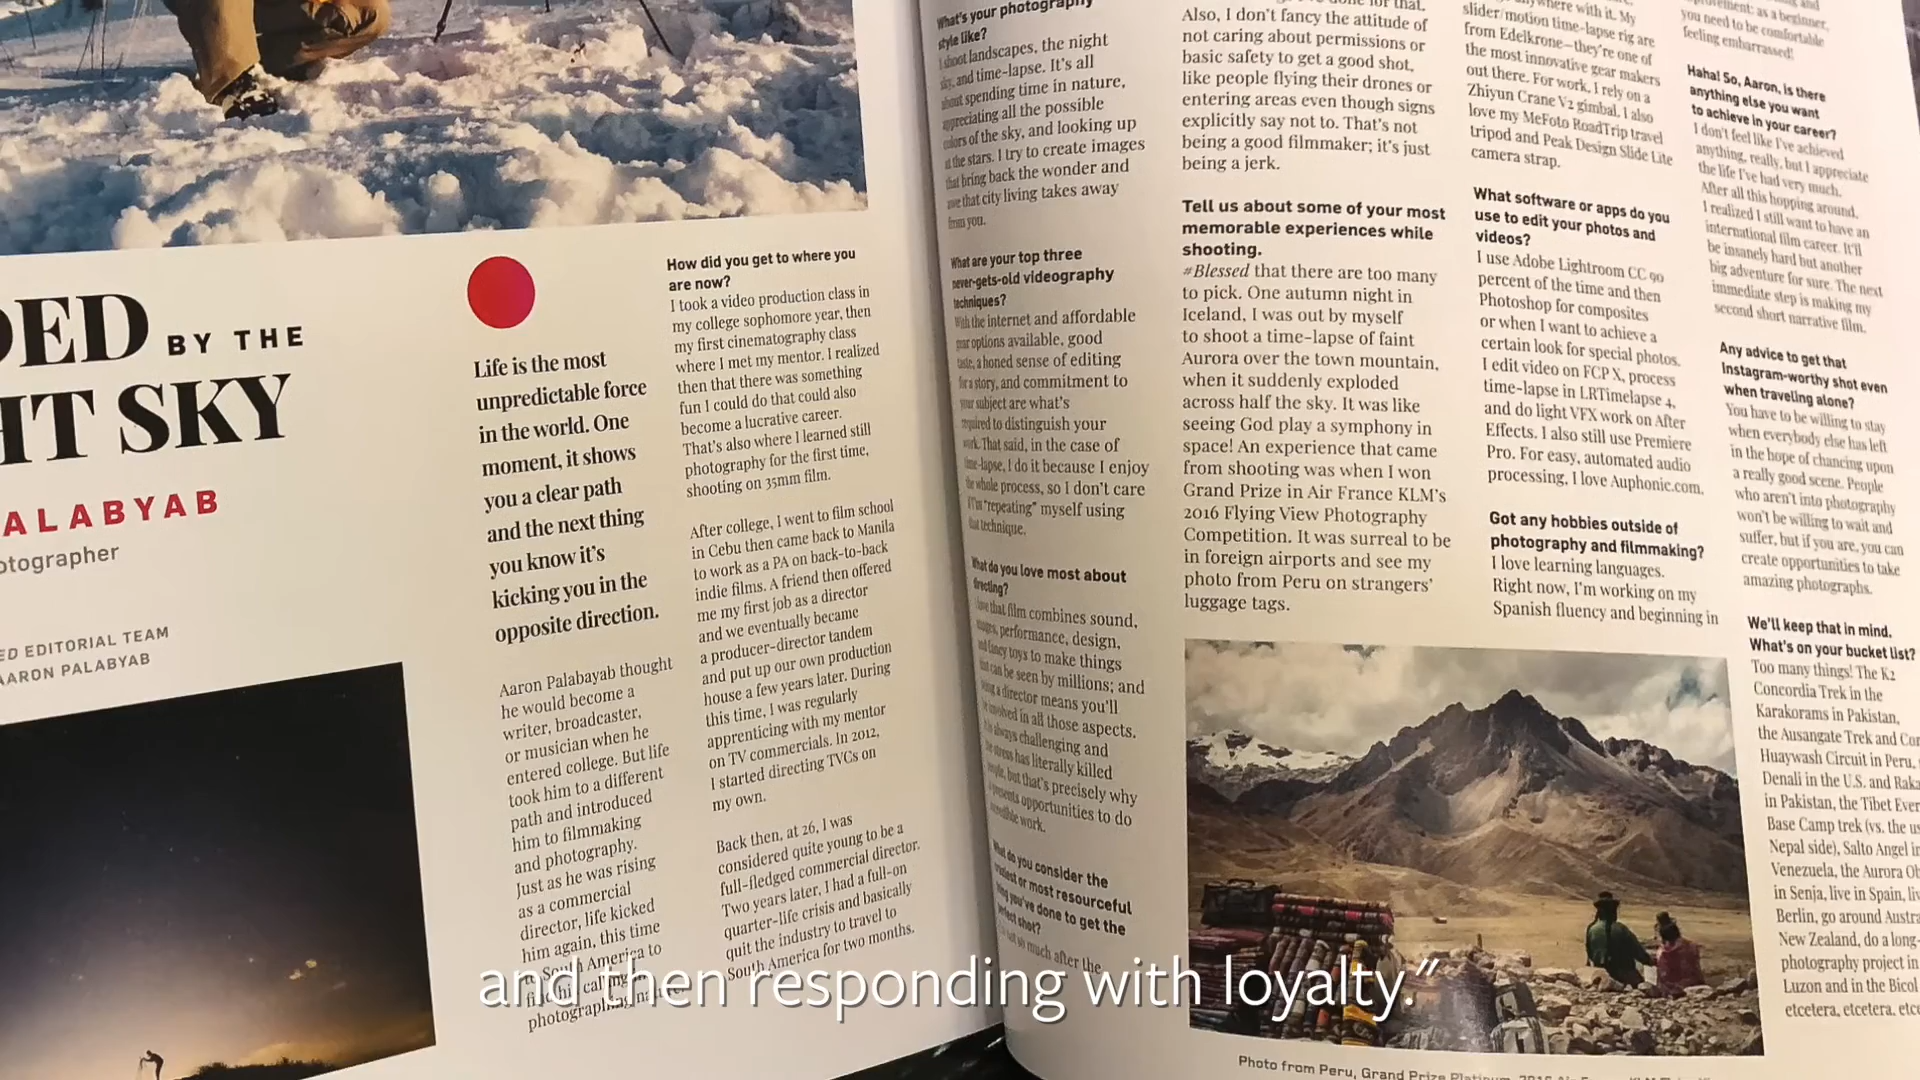 DED BY THE
HT SKY
ALABYAB
otographer
ED EDITORIAL TEAM
AARON PALABYAB
Life is the most
unpredictable force
in the world. One
moment, it shows
you a clear path
and the next thing
you know it's
kicking you in the
opposite direction.
Aaron Palabyab thought
he would become a
writer, broadcaster,
or musician when he
entered college. But life
took him to a different
path and introduced
him to filmmaking
and photography.
Just as he was rising
as a commercial
director, life kicked
him again, this time
to South America to
find his calling
photographing
How did you get to where you
are now?
I took a video production class in
my college sophomore year, then
my first cinematography class
where I met my mentor. I realized
then that there was something
fun I could do that could also
become a lucrative career.
That's also where I learned still
photography for the first time,
shooting on 35mm film.
After college, I went to film school
in Cebu then came back to Manila
to work as a PA on back-to-back
indie films. A friend then offered
me my first job as a director
and we eventually became
a producer-director tandem
and put up our own production
house a few years later. During
this time, I was regularly
apprenticing with my mentor
on TV commercials. In 2012,
I started directing TVCs on
my own.
Back then, at 26, I was
considered quite young to be a
full-fledged commercial director.
Two years later, I had a full-on
quarter-life crisis and basically
quit the industry to travel to
South America for two months.
What's your photography
style like?
I shoot landscapes, the night
sky, and time-lapse. It's all
about spending time in nature,
appreciating all the possible
colors of the sky, and looking up
at the stars. I try to create images
that bring back the wonder and
awe that city living takes away
from you.
What are your top three
never-gets-old videography
techniques?
With the internet and affordable
gear options available, good
taste, a honed sense of editing
for a story, and commitment to
your subject are what's
required to distinguish your
work. That said, in the case of
time-lapse, I do it because I enjoy
the whole process, so I don't care
if I'm "repeating" myself using
that technique.
What do you love most about
directing?
I love that film combines sound,
images, performance, design,
and fancy toys to make things
that can be seen by millions; and
being a director means you'll
be involved in all those aspects.
It is always challenging and
the stress has literally killed
people, but that's precisely why
it presents opportunities to do
incredible work.
What do you consider the
craziest or most resourceful
thing you've done to get the
perfect shot?
not so much after the
Also, I don't fancy the attitude of
not caring about permissions or
basic safety to get a good shot,
like people flying their drones or
entering areas even though signs
explicitly say not to. That's not
being a good filmmaker; it's just
being a jerk.
Tell us about some of your most
memorable experiences while
shooting.
#Blessed that there are too many
to pick. One autumn night in
Iceland, I was out by myself
to shoot a time-lapse of faint
Aurora over the town mountain,
when it suddenly exploded
across half the sky. It was like
seeing God play a symphony in
space! An experience that came
from shooting was when I won
Grand Prize in Air France KLM's
2016 Flying View Photography
Competition. It was surreal to be
in foreign airports and see my
photo from Peru on strangers'
luggage tags.
anywhere with it. My
slider/motion time-lapse rig are
from Edelkrone—they're one of
the most innovative gear makers
out there. For work, I rely on a
Zhiyun Crane V2 gimbal. I also
love my MeFoto RoadTrip travel
tripod and Peak Design Slide Lite
camera strap.
What software or apps do you
use to edit your photos and
videos?
I use Adobe Lightroom CC 90
percent of the time and then
Photoshop for composites
or when I want to achieve a
certain look for special photos.
I edit video on FCP X, process
time-lapse in LRTimelapse 4,
and do light VFX work on After
Effects. I also still use Premiere
Pro. For easy, automated audio
processing, I love Auphonic.com.
Got any hobbies outside of
photography and filmmaking?
I love learning languages.
Right now, I'm working on my
Spanish fluency and beginning in
as a beginner,
you need to be comfortable
feeling embarrassed!
Haha! So, Aaron, is there
anything else you want
to achieve in your career?
I don't feel like I've achieved
anything, really, but I appreciate
the life I've had very much.
After all this hopping around,
I realized I still want to have an
international film career. It'll
be insanely hard but another
big adventure for sure. The next
immediate step is making my
second short narrative film.
Any advice to get that
Instagram-worthy shot even
when traveling alone?
You have to be willing to stay
when everybody else has left
in the hope of chancing upon
a really good scene. People
who aren't into photography
won't be willing to wait and
suffer, but if you are, you can
create opportunities to take
amazing photographs.
We'll keep that in mind.
What's on your bucket list?
Too many things! The K2
Concordia Trek in the
Karakorams in Pakistan,
the Ausangate Trek and Cor
Huaywash Circuit in Peru,
Denali in the U.S. and Raka
in Pakistan, the Tibet Ever
Base Camp trek (vs. the us
Nepal side), Salto Angel in
Venezuela, the Aurora Ob
in Senja, live in Spain, liv
Berlin, go around Austra
New Zealand, do a long-
photography project in
Luzon and in the Bicol
etcetera, etcetera, etc
Photo from Peru, Grand Prize
and then responding with loyalty."